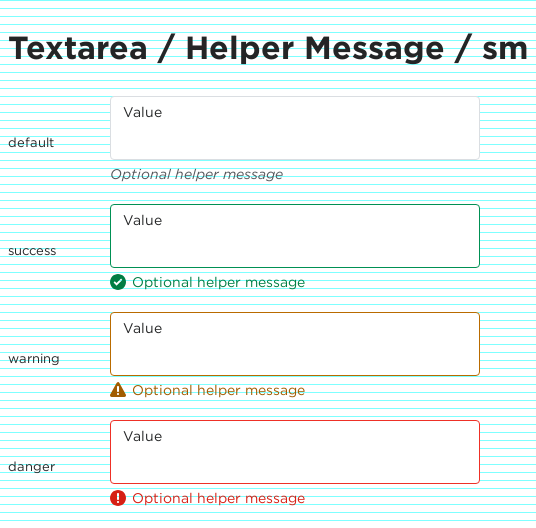 Textarea / Helper Message / sm
Value
default
Optional helper message
Value
success
Optional helper message
Value
warning
Optional helper message
Value
danger
Optional helper message